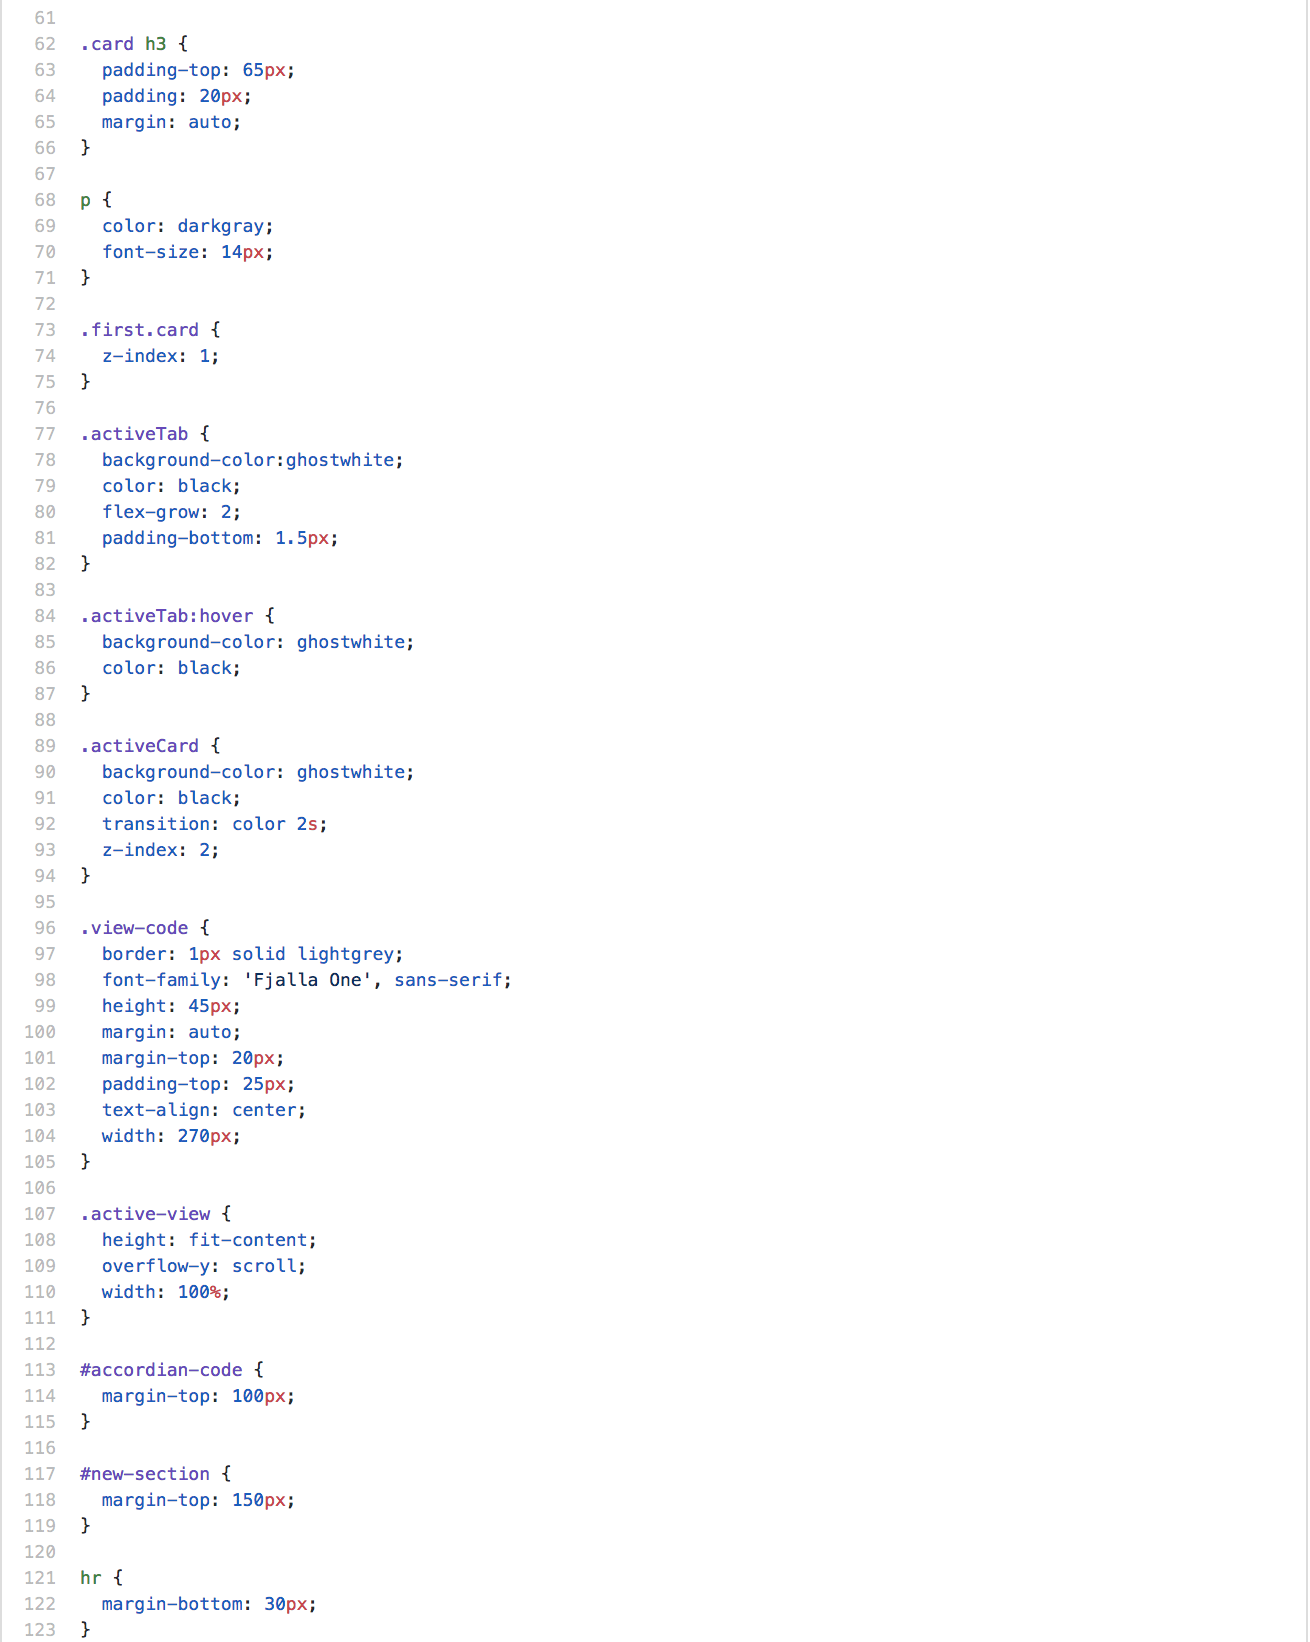 61
62 .card h3 {
63   padding-top: 65px;
64   padding: 20px;
65   margin: auto;
66 }
67
68 p {
69   color: darkgray;
70   font-size: 14px;
71 }
72
73 .first.card {
74   z-index: 1;
75 }
76
77 .activeTab {
78   background-color:ghostwhite;
79   color: black;
80   flex-grow: 2;
81   padding-bottom: 1.5px;
82 }
83
84 .activeTab:hover {
85   background-color: ghostwhite;
86   color: black;
87 }
88
89 .activeCard {
90   background-color: ghostwhite;
91   color: black;
92   transition: color 2s;
93   z-index: 2;
94 }
95
96 .view-code {
97   border: 1px solid lightgrey;
98   font-family: 'Fjalla One', sans-serif;
99   height: 45px;
100   margin: auto;
101   margin-top: 20px;
102   padding-top: 25px;
103   text-align: center;
104   width: 270px;
105 }
106
107 .active-view {
108   height: fit-content;
109   overflow-y: scroll;
110   width: 100%;
111 }
112
113 #accordian-code {
114   margin-top: 100px;
115 }
116
117 #new-section {
118   margin-top: 150px;
119 }
120
121 hr {
122   margin-bottom: 30px;
123 }